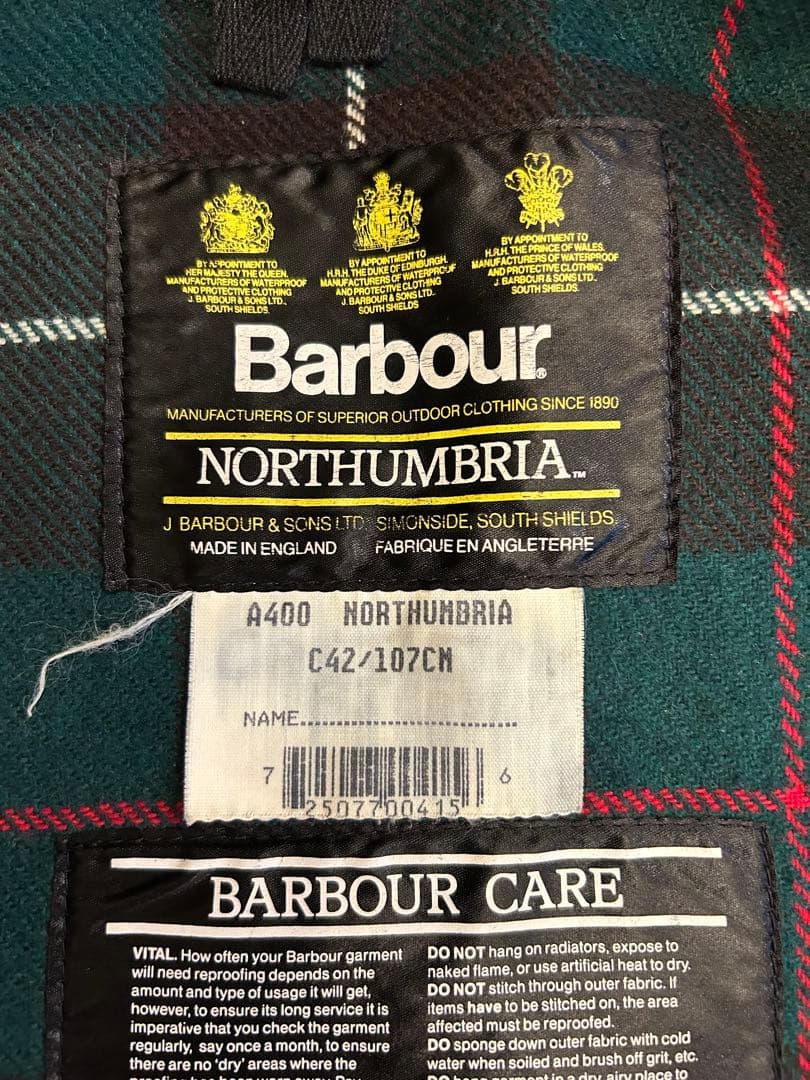 BY APPOINTMENT TO
HER MAJESTY THE QUEEN.
MANUFACTURERS OF WATERPROOF
AND PROTECTIVE CLOTHING
J. BARBOUR & SONS LTD.
SOUTH SHIELDS.
BY APPOINTMENT TO
H.R.H. THE DUKE OF EDINBURGH.
MANUFACTURERS OF WATERPROOF
AND PROTECTIVE CLOTHING
J. BARBOUR & SONS LTD.
SOUTH SHIELDS
BY APPOINTMENT TO
H.R.H. THE PRINCE OF WALES.
MANUFACTURERS OF WATERPROOF
AND PROTECTIVE CLOTHING
J. BARBOUR & SONS LTD.
SOUTH SHIELDS
Barbour®
MANUFACTURERS OF SUPERIOR OUTDOOR CLOTHING SINCE 1890
NORTHUMBRIA™
J BARBOUR & SONS LTD. SIMONSIDE, SOUTH SHIELDS.
MADE IN ENGLAND FABRIQUE EN ANGLETERRE
A400 NORTHUMBRIA
C42/107CM
NAME..............................
7 2507700415 6
BARBOUR CARE
VITAL. How often your Barbour garment
will need reproofing depends on the
amount and type of usage it will get,
however, to ensure its long service it is
imperative that you check the garment
regularly, say once a month, to ensure
there are no 'dry' areas where the
DO NOT hang on radiators, expose to
naked flame, or use artificial heat to dry.
DO NOT stitch through outer fabric. If
items have to be stitched on, the area
affected must be reproofed.
DO sponge down outer fabric with cold
water when soiled and brush off grit, etc.
DO hang garment in a dry, airy place to